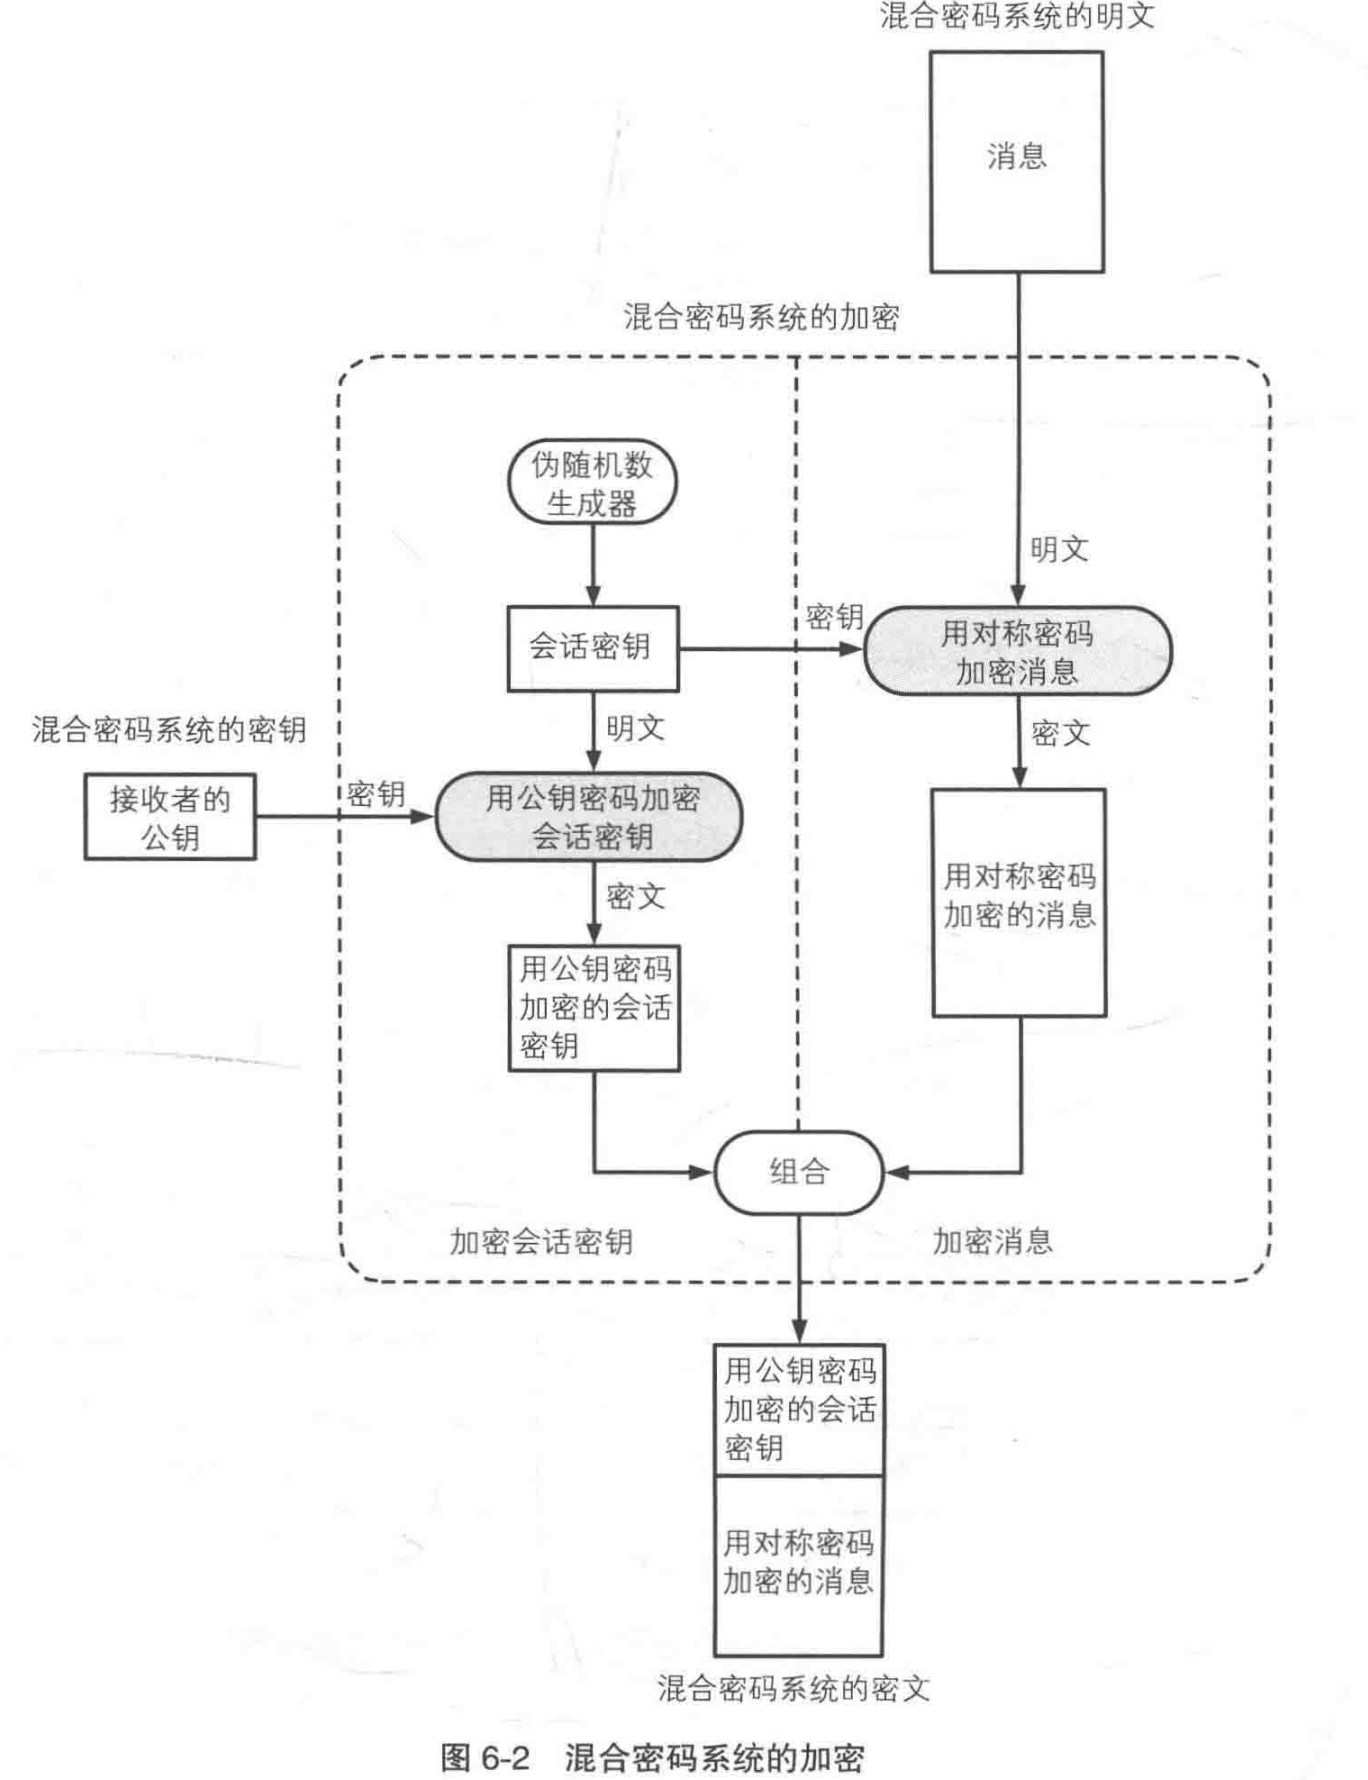 混合密码系统的明文
消息
混合密码系统的加密
伪随机数
生成器
明文
会话密钥
密钥
用对称密码
加密消息
明文
密文
混合密码系统的密钥
接收者的
公钥
密钥
用公钥密码加密
会话密钥
密文
用对称密码
加密的消息
用公钥密码
加密的会话
密钥
组合
加密会话密钥
加密消息
用公钥密码
加密的会话
密钥
用对称密码
加密的消息
混合密码系统的密文
图 6-2 混合密码系统的加密